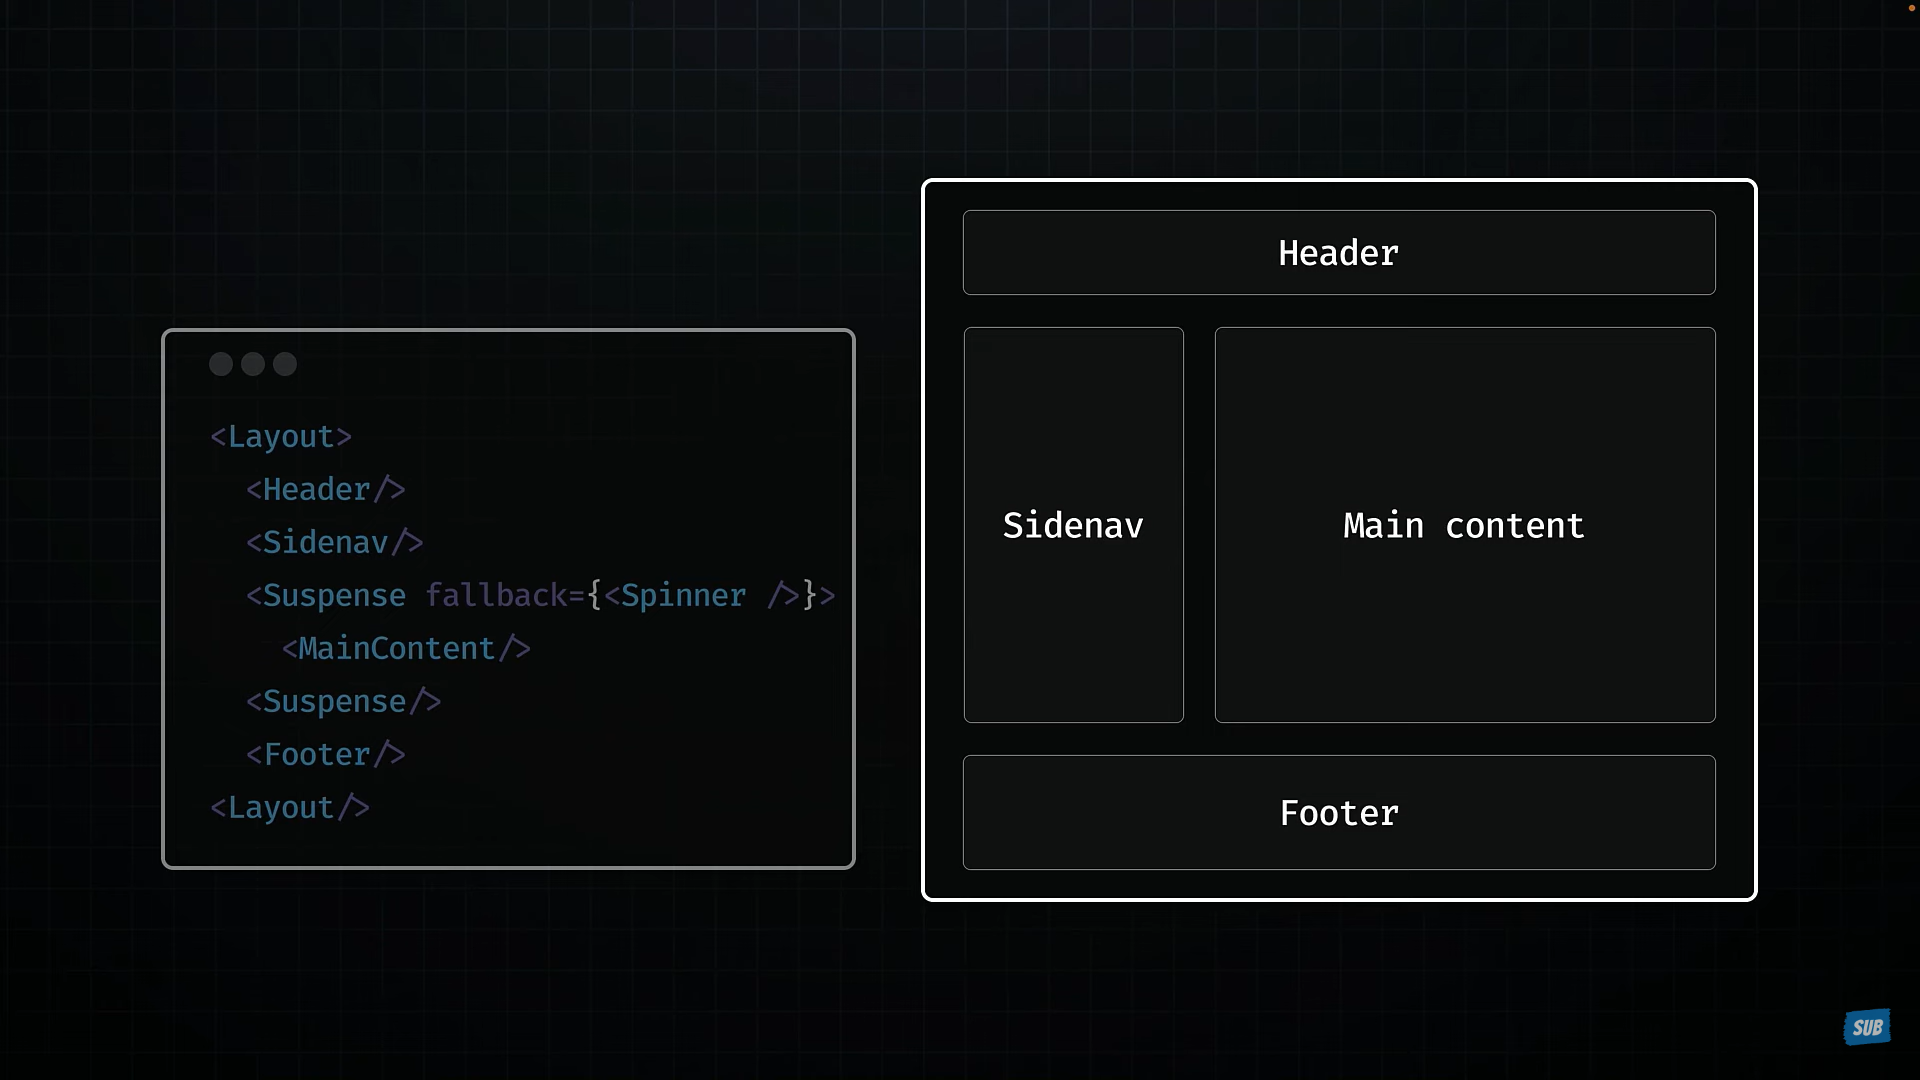 <Layout>
<Header/>
<Sidenav/>
<Suspense fallback={<Spinner />}>
<MainContent/>
<Suspense/>
<Footer/>
<Layout/>
Header
Sidenav
Main content
Footer
SUB